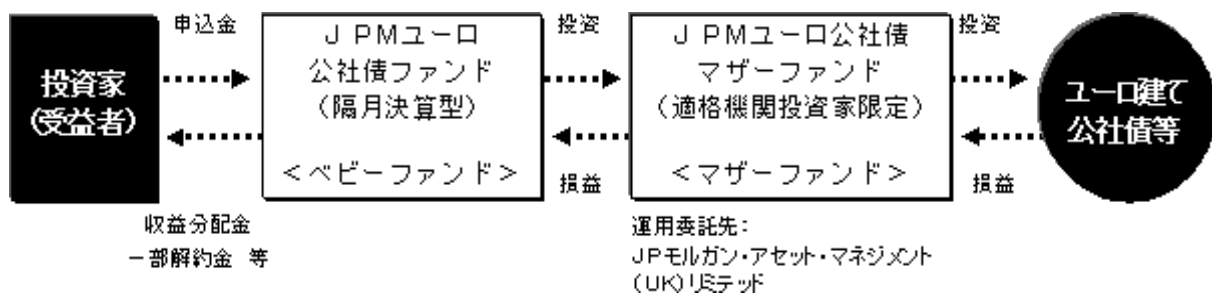 申込金
投資
投資
投資家
(受益者)
ＪＰＭユーロ
公社債ファンド
(隔月決算型)
＜ベビーファンド＞
ＪＰＭユーロ公社債
マザーファンド
(適格機関投資家限定)
＜マザーファンド＞
ユーロ建て
公社債等
損益
損益
収益分配金
一部解約金 等
運用委託先：
JPモルガン・アセット・マネジメント
(UK)リミテッド